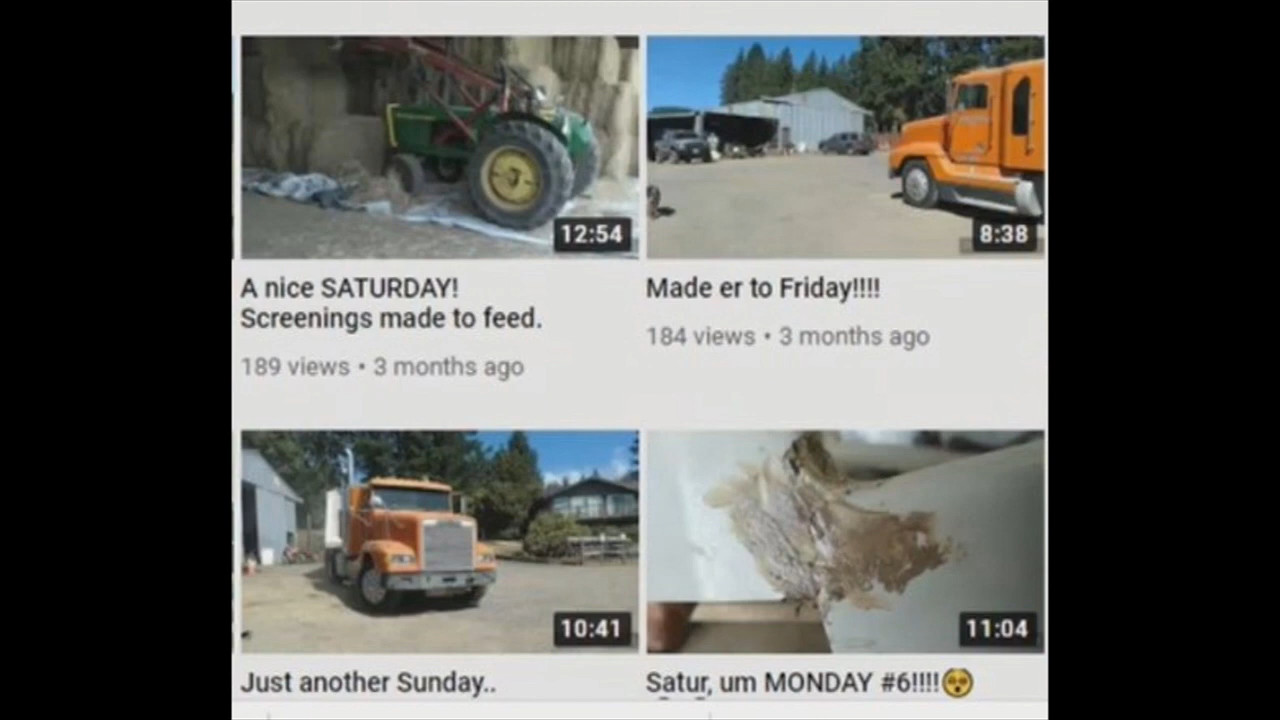 12:54
8:38
A nice SATURDAY!
Screenings made to feed.
189 views • 3 months ago
Made er to Friday!!!!
184 views • 3 months ago
10:41
11:04
Just another Sunday..
Satur, um MONDAY #6!!!!😵